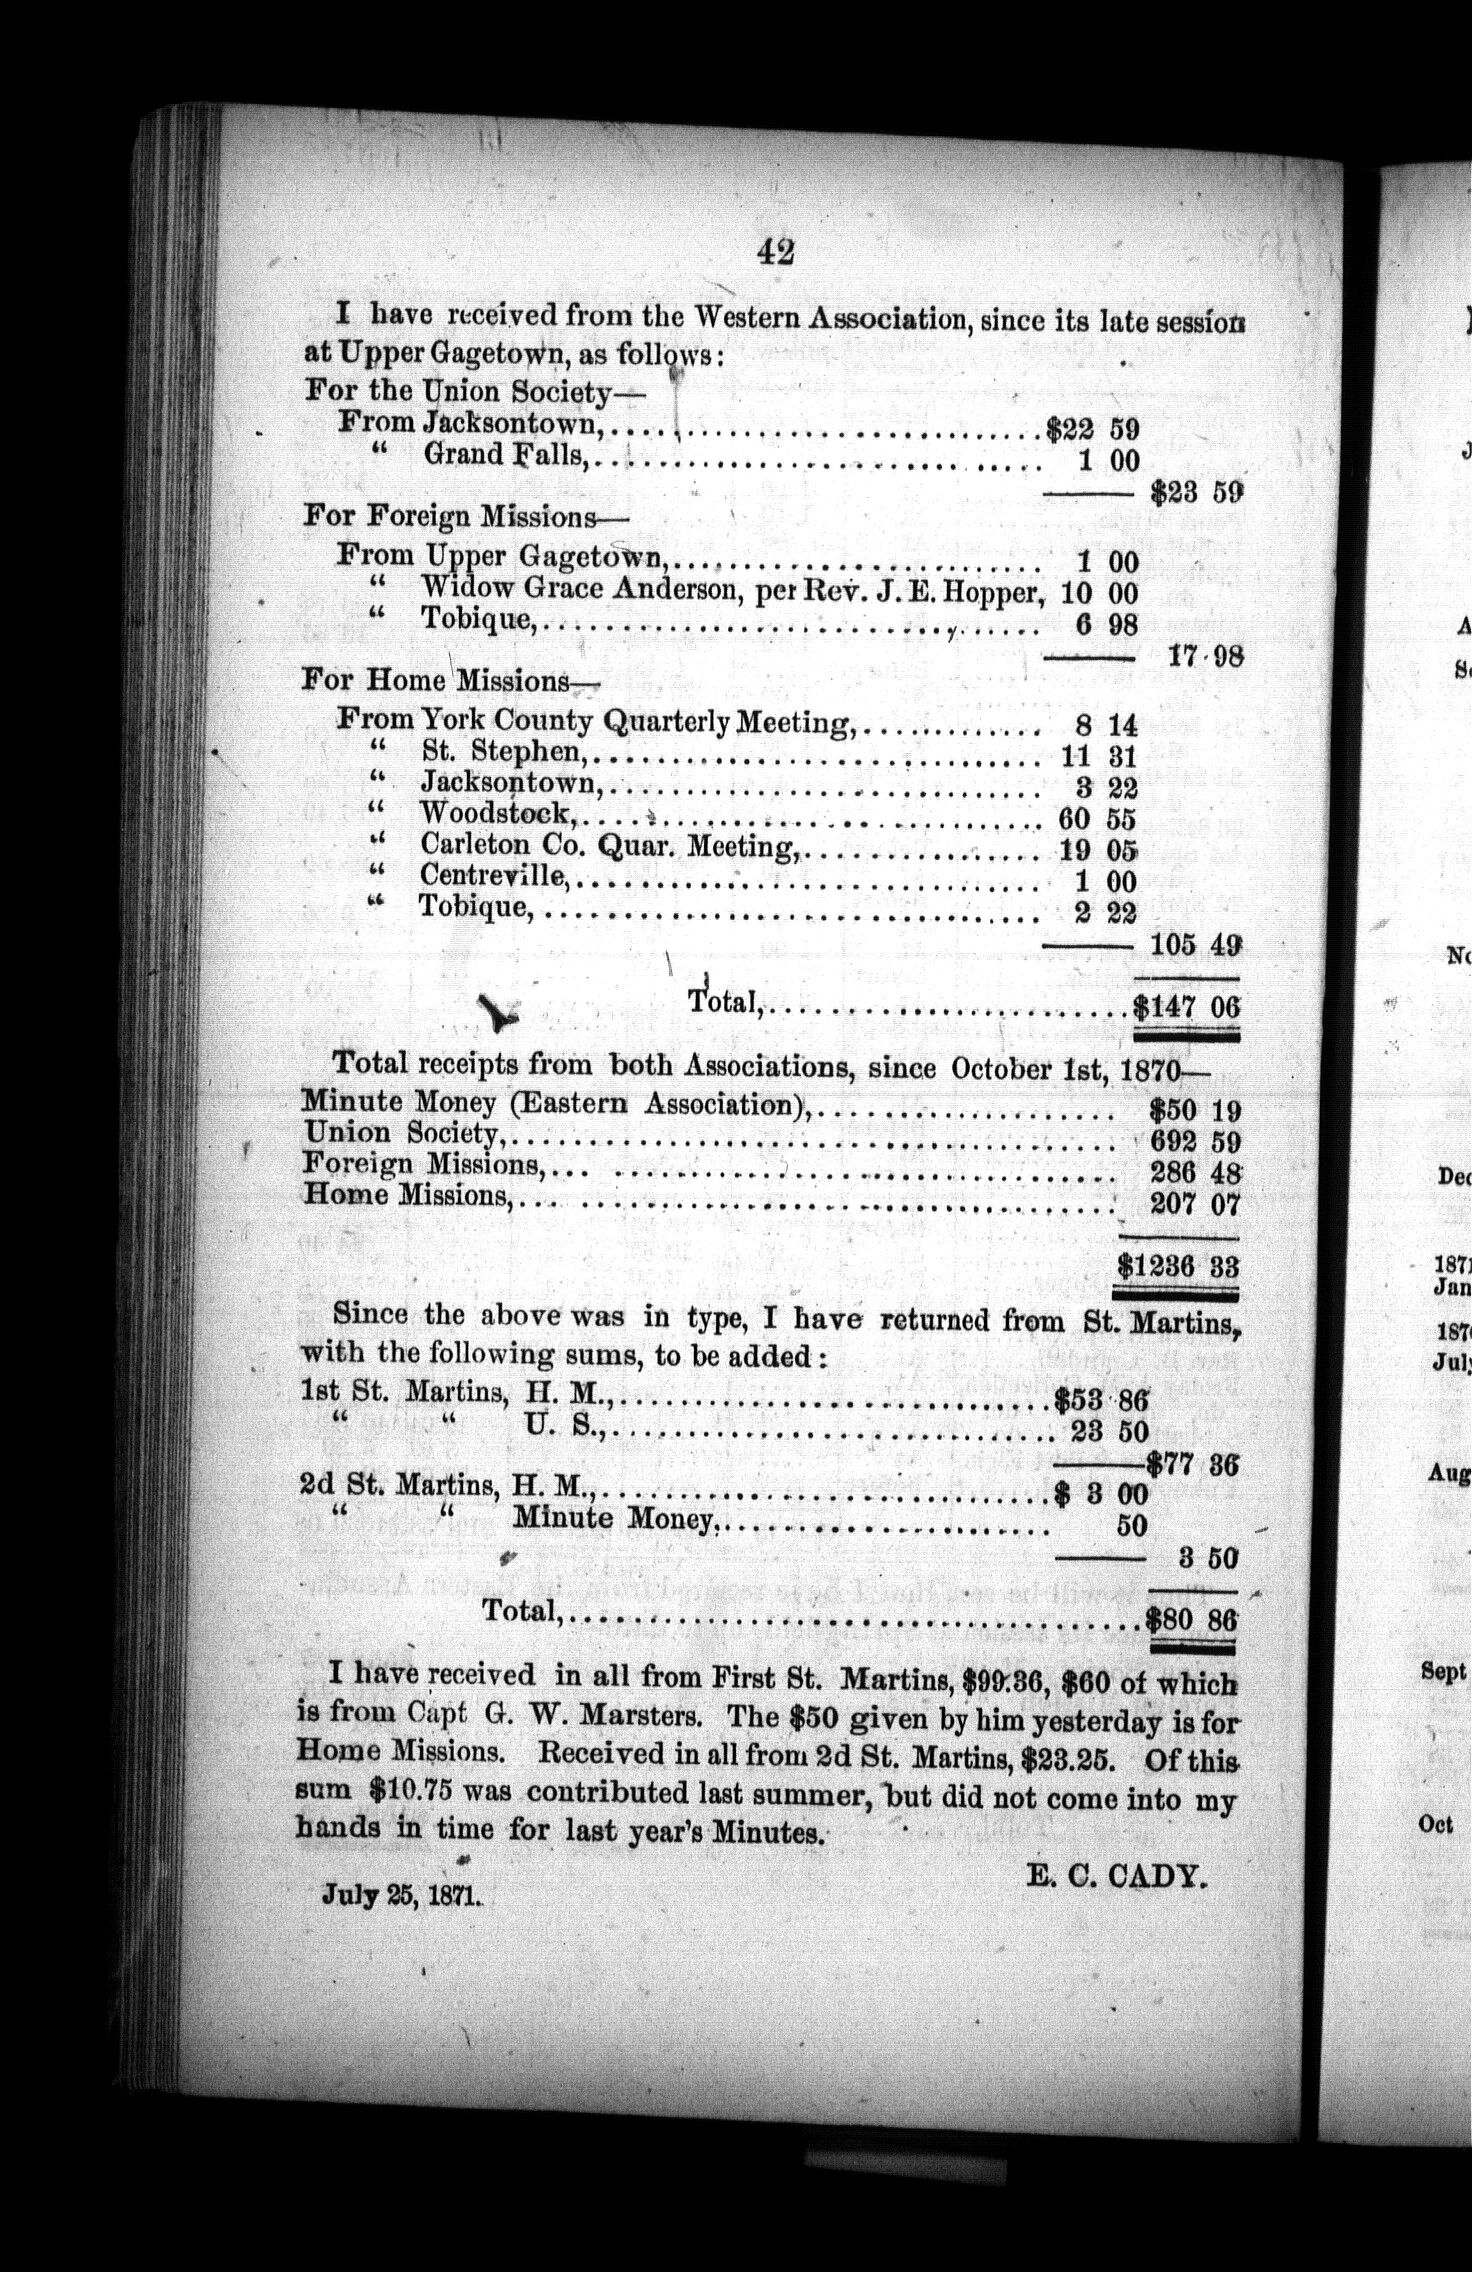 42
I have received from the Western Association, since its late session
at Upper Gagetown, as follows:
For the Union Society—
From Jacksontown,..............................$22 59
“ Grand Falls,.............................. 1 00
$23 59
For Foreign Missions—
From Upper Gagetown,......................... 1 00
“ Widow Grace Anderson, per Rev. J. E. Hopper, 10 00
“ Tobique,................................ 6 98
17 98
For Home Missions—
From York County Quarterly Meeting,............. 8 14
“ St. Stephen,.............................. 11 31
“ Jacksontown,............................. 3 22
“ Woodstock,.............................. 60 55
“ Carleton Co. Quar. Meeting,................ 19 05
“ Centreville,.............................. 1 00
“ Tobique, ................................ 2 22
105 49
Total,........................$147 06
Total receipts from both Associations, since October 1st, 1870—
Minute Money (Eastern Association),.................... $50 19
Union Society,........................................ 692 59
Foreign Missions,... ................................. 286 48
Home Missions,... ................................... 207 07
$1236 33
Since the above was in type, I have returned from St. Martins,
with the following sums, to be added:
1st St. Martins, H. M.,.............................$53 86
“ “ U. S.,............................. 23 50
$77 36
2d St. Martins, H. M.,..............................$ 3 00
“ “ Minute Money,...................... 50
3 50
Total,......................................$80 86
I have received in all from First St. Martins, $99.36, $60 of which
is from Capt G. W. Marsters. The $50 given by him yesterday is for
Home Missions. Received in all from 2d St. Martins, $23.25. Of this
sum $10.75 was contributed last summer, but did not come into my
hands in time for last year's Minutes.
E. C. CADY.
July 25, 1871.
Dec
1871
Jan
July
Aug
Sept
Oct